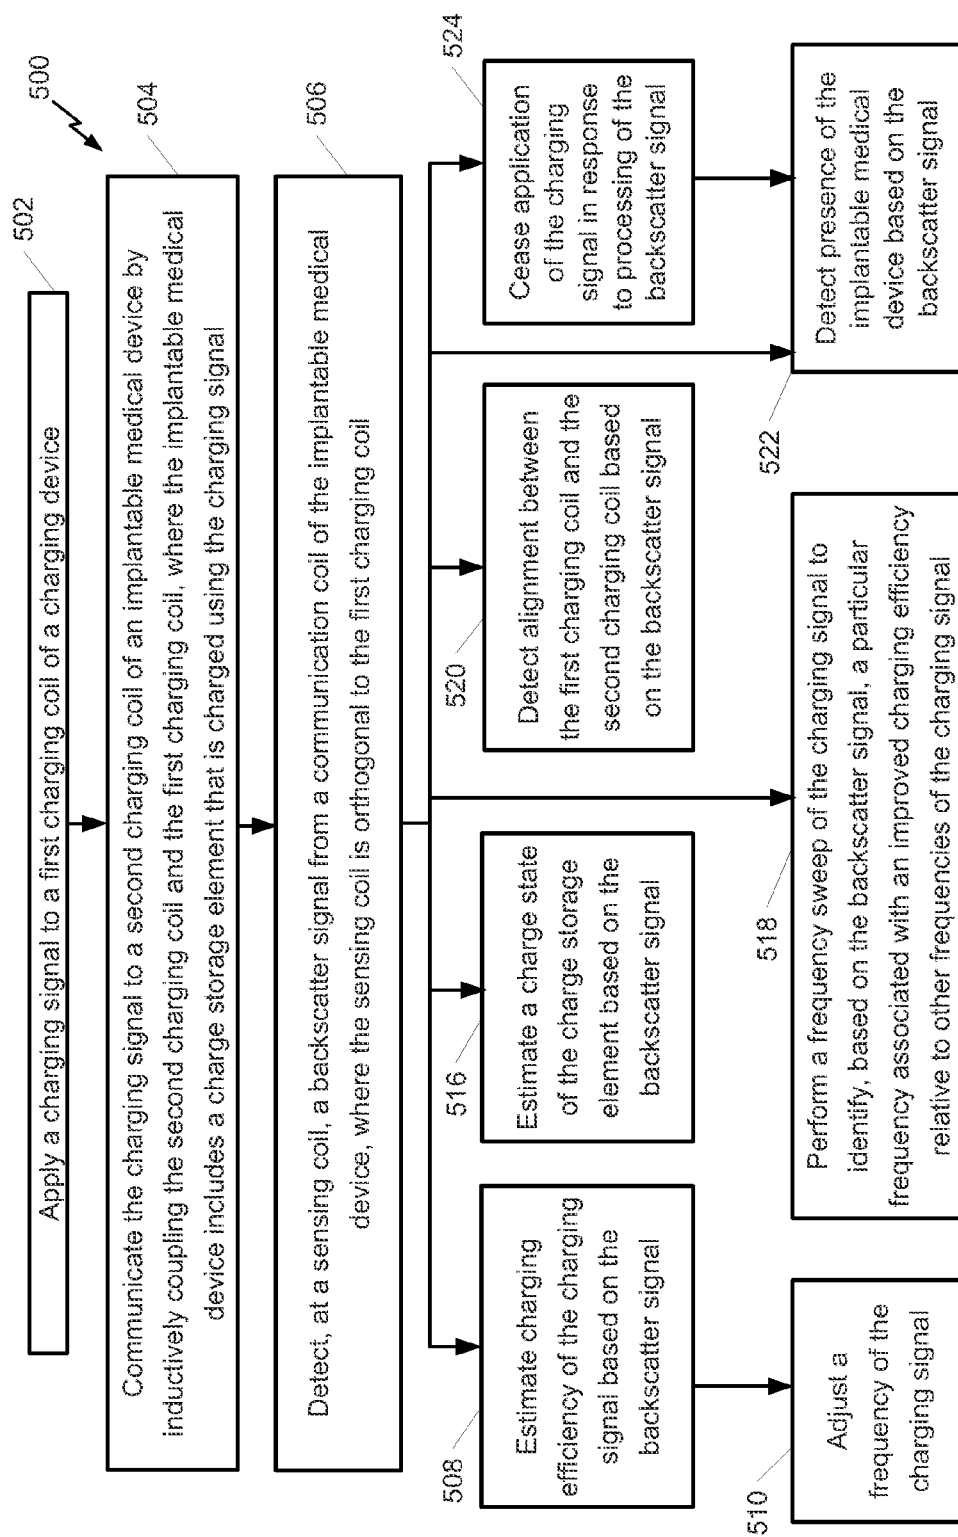 500
502
Apply a charging signal to a first charging coil of a charging device
504
Communicate the charging signal to a second charging coil of an implantable medical device by
inductively coupling the second charging coil and the first charging coil, where the implantable medical
device includes a charge storage element that is charged using the charging signal
506
Detect, at a sensing coil, a backscatter signal from a communication coil of the implantable medical
device, where the sensing coil is orthogonal to the first charging coil
508
Estimate charging
efficiency of the charging
signal based on the
backscatter signal
516
Estimate a charge state
of the charge storage
element based on the
backscatter signal
520
Detect alignment between
the first charging coil and the
second charging coil based
on the backscatter signal
524
Cease application
of the charging
signal in response
to processing of the
backscatter signal
510
Adjust a
frequency of the
charging signal
518
Perform a frequency sweep of the charging signal to
identify, based on the backscatter signal, a particular
frequency associated with an improved charging efficiency
relative to other frequencies of the charging signal
522
Detect presence of the
implantable medical
device based on the
backscatter signal